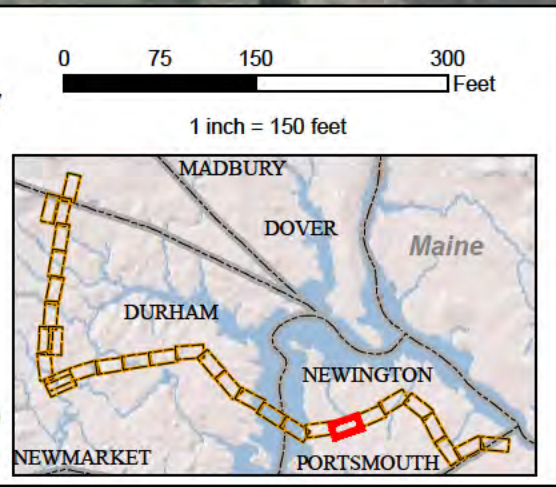 0 75 150 300
Feet
1 inch = 150 feet
MADBURY
DOVER
Maine
DURHAM
NEWINGTON
NEWMARKET
PORTSMOUTH